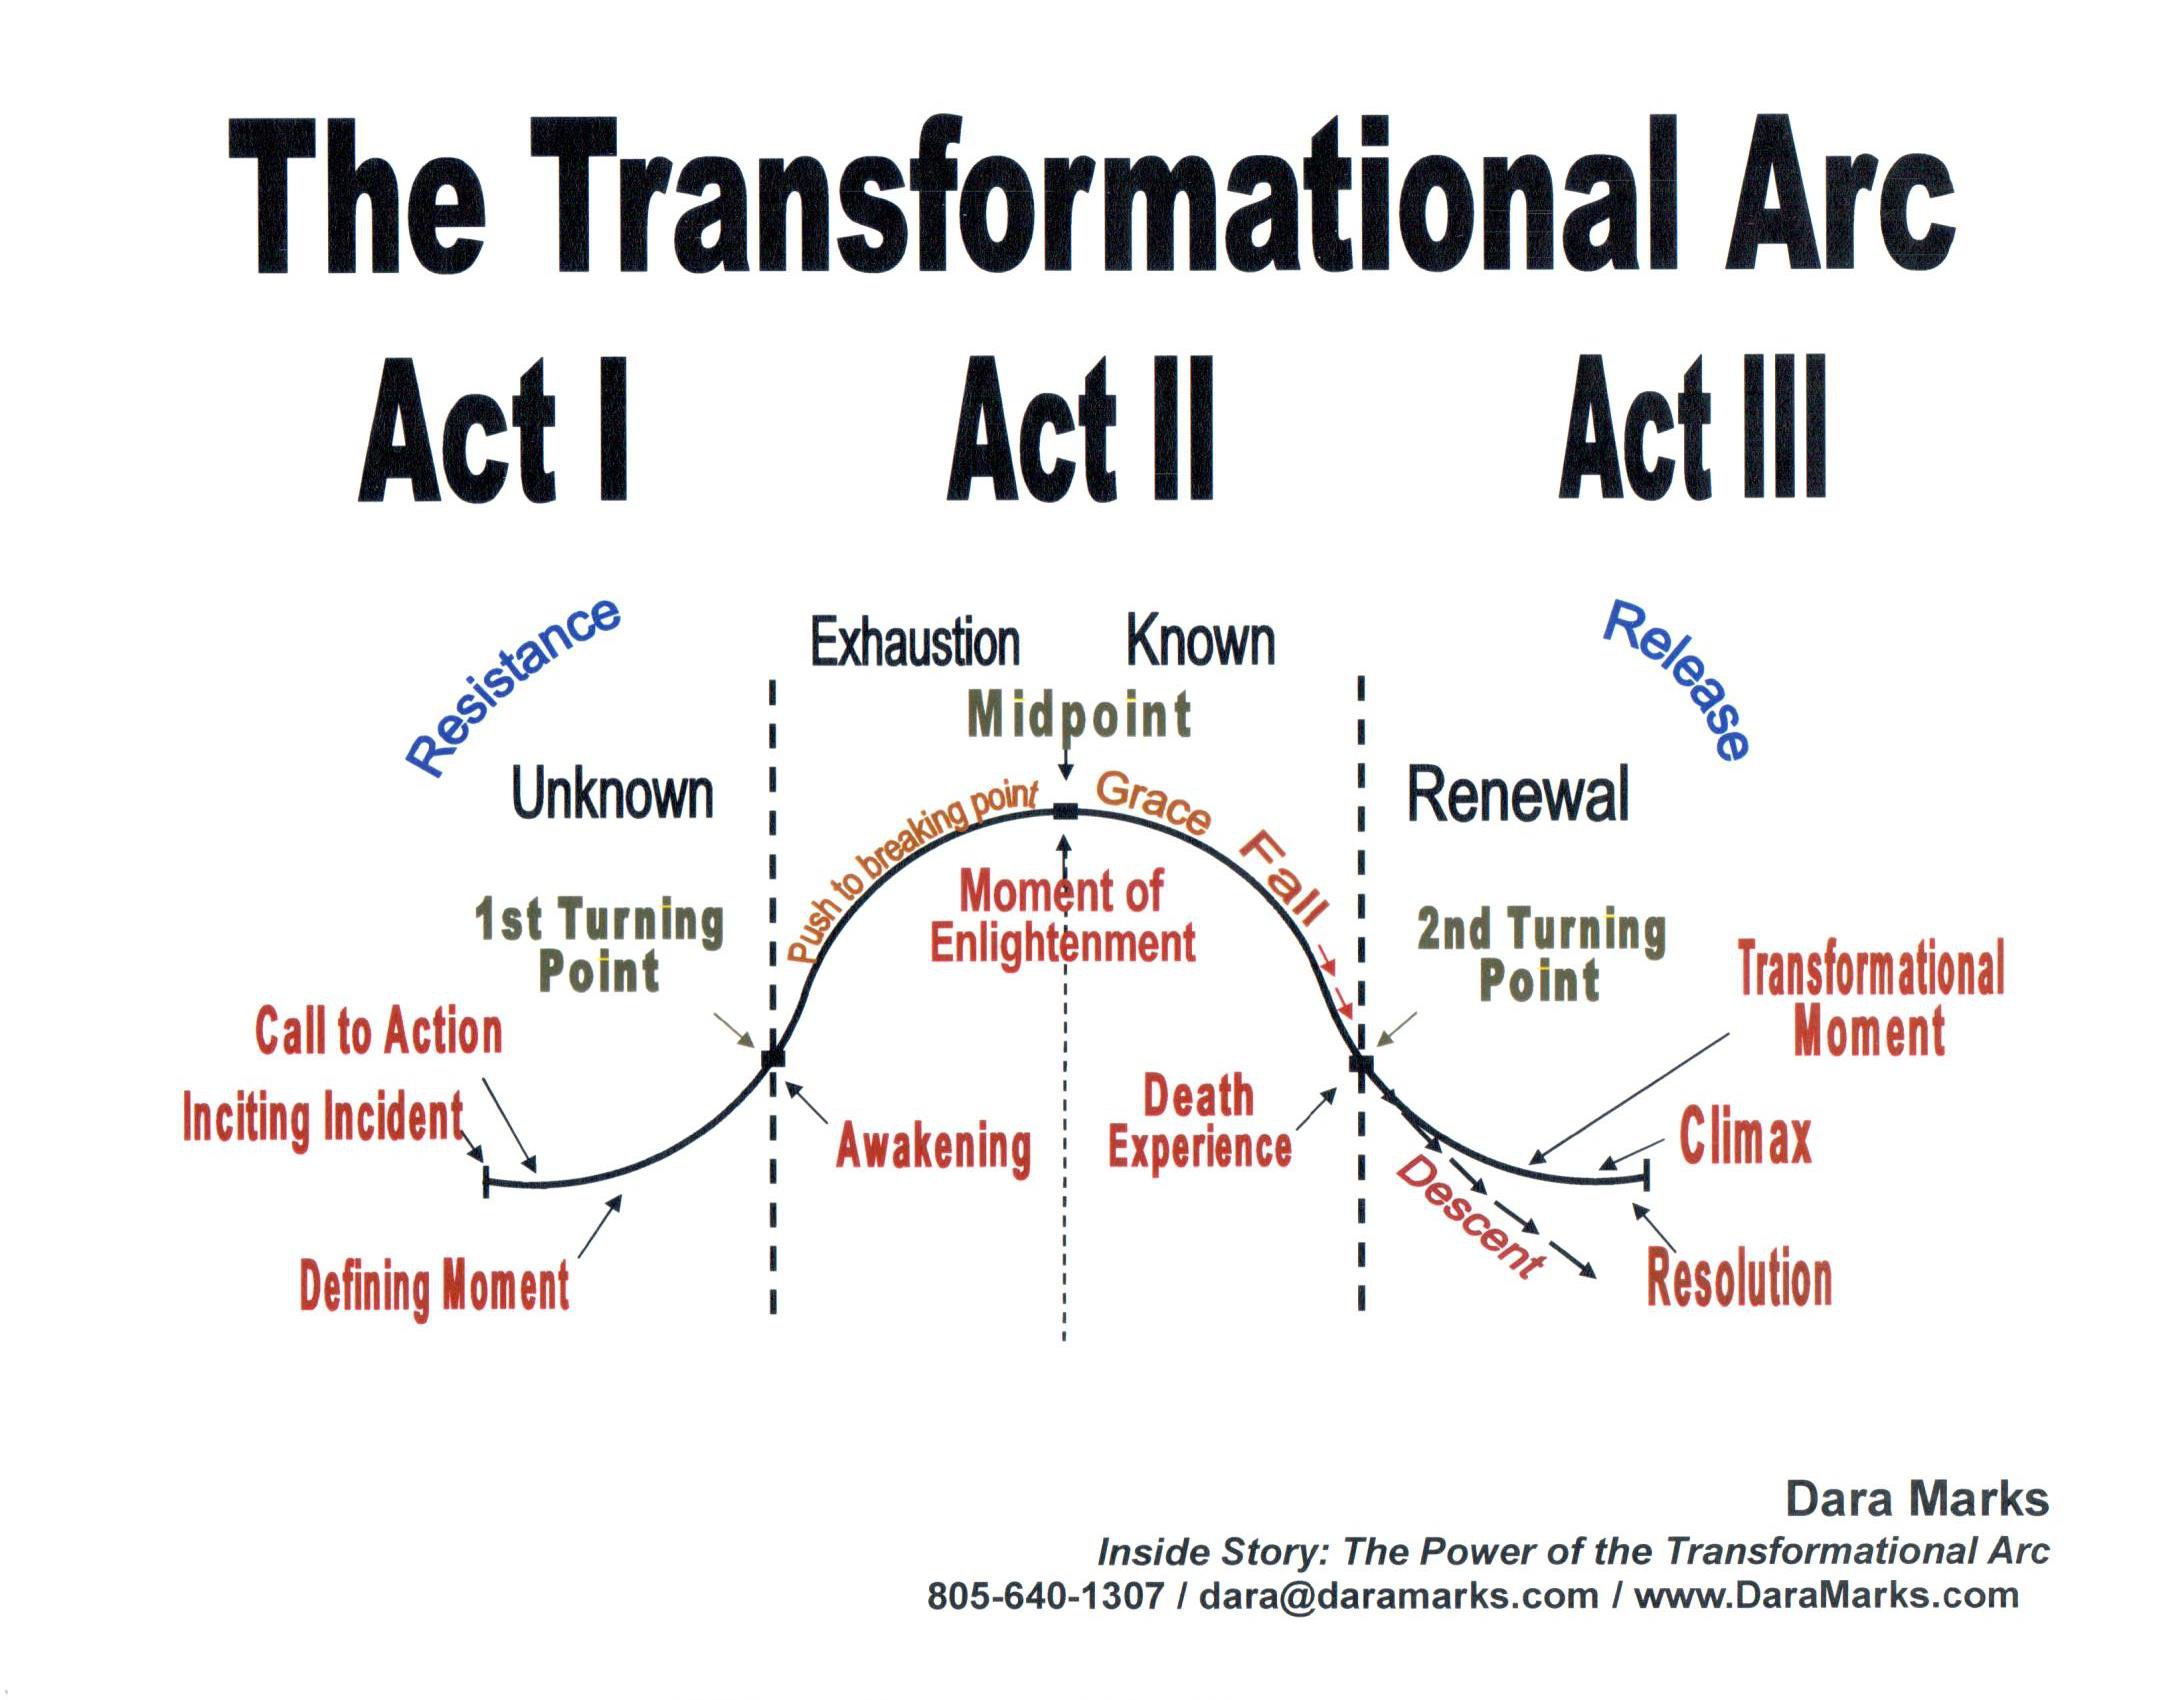 The Transformational Arc
Act I
Act II
Act III
Resistance
Exhaustion
Known
Release
Midpoint
Unknown
Renewal
Push to breaking point
Grace
Fall
1st Turning
Point
Moment of
Enlightenment
2nd Turning
Point
Transformational
Moment
Call to Action
Inciting Incident
Defining Moment
Awakening
Death
Experience
Descent
Climax
Resolution
Dara Marks
Inside Story: The Power of the Transformational Arc
805-640-1307 / dara@daramarks.com / www.DaraMarks.com